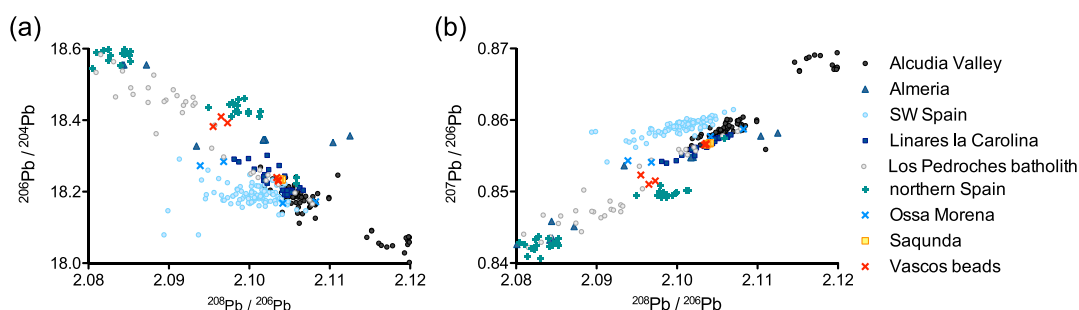 (a)
18.6
18.4
18.2
18.0
2.08
2.09
2.10
2.11
2.12
206Pb / 204Pb
208Pb / 206Pb
(b)
0.87
0.86
0.85
0.84
2.08
2.09
2.10
2.11
2.12
207Pb / 206Pb
208Pb / 206Pb
Alcudia Valley
Almeria
SW Spain
Linares la Carolina
Los Pedroches batholith
northern Spain
Ossa Morena
Saqunda
Vascos beads